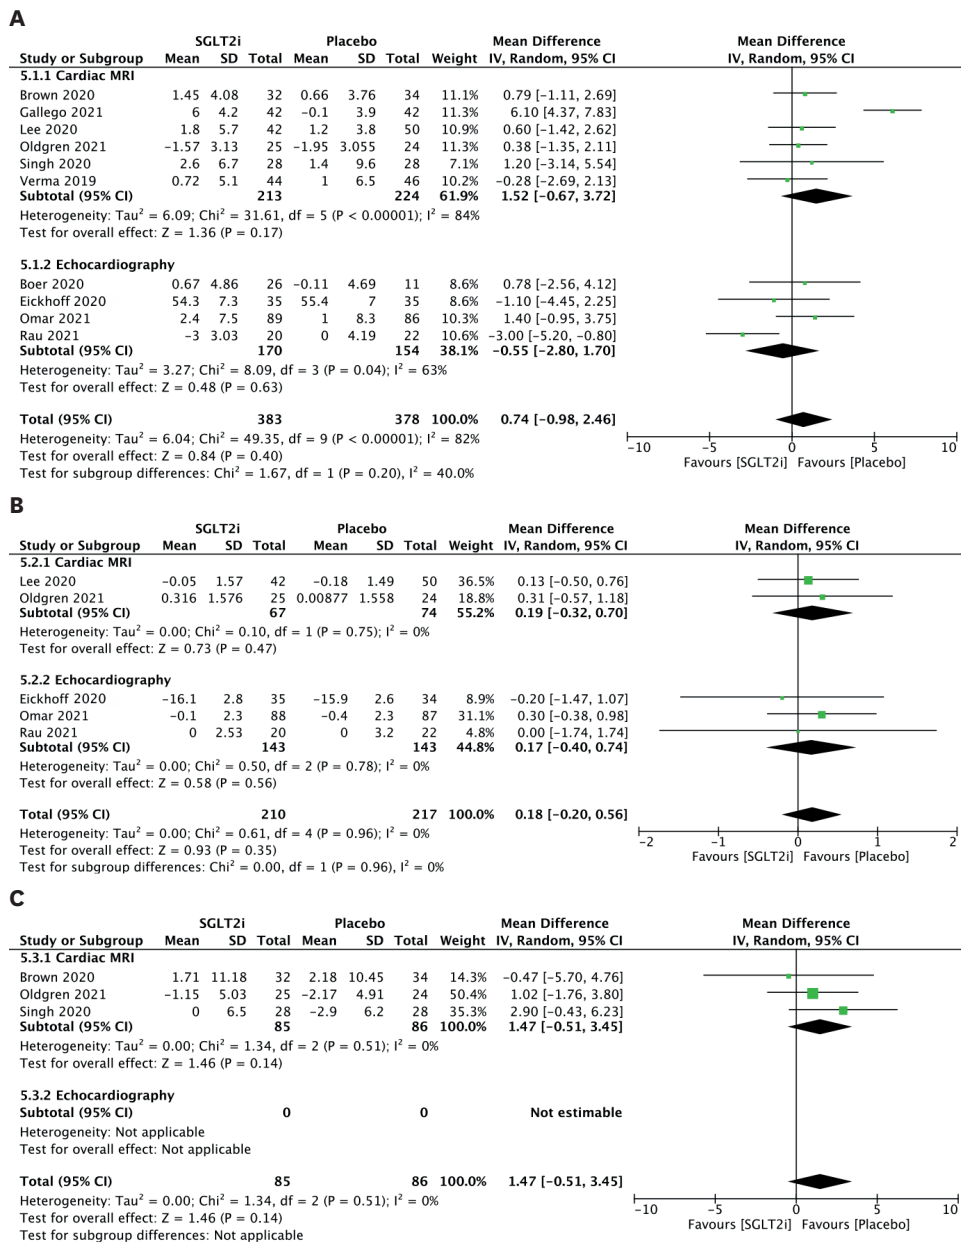 A
SGLT2i Placebo Mean Difference Mean Difference
Study or Subgroup Mean SD Total Mean SD Total Weight IV, Random, 95% CI IV, Random, 95% CI
5.1.1 Cardiac MRI
Brown 2020 1.45 4.08 32 0.66 3.76 34 11.1% 0.79 [−1.11, 2.69]
Gallego 2021 6 4.2 42 −0.1 3.9 42 11.3% 6.10 [4.37, 7.83]
Lee 2020 1.8 5.7 42 1.2 3.8 50 10.9% 0.60 [−1.42, 2.62]
Oldgren 2021 −1.57 3.13 25 −1.95 3.055 24 11.3% 0.38 [−1.35, 2.11]
Singh 2020 2.6 6.7 28 1.4 9.6 28 7.1% 1.20 [−3.14, 5.54]
Verma 2019 0.72 5.1 44 1 6.5 46 10.2% −0.28 [−2.69, 2.13]
Subtotal (95% CI) 213 224 61.9% 1.52 [−0.67, 3.72]
Heterogeneity: Tau² = 6.09; Chi² = 31.61, df = 5 (P < 0.00001); I² = 84%
Test for overall effect: Z = 1.36 (P = 0.17)
5.1.2 Echocardiography
Boer 2020 0.67 4.86 26 −0.11 4.69 11 8.6% 0.78 [−2.56, 4.12]
Eickhoff 2020 54.3 7.3 35 55.4 7 35 8.6% −1.10 [−4.45, 2.25]
Omar 2021 2.4 7.5 89 1 8.3 86 10.3% 1.40 [−0.95, 3.75]
Rau 2021 −3 3.03 20 0 4.19 22 10.6% −3.00 [−5.20, −0.80]
Subtotal (95% CI) 170 154 38.1% −0.55 [−2.80, 1.70]
Heterogeneity: Tau² = 3.27; Chi² = 8.09, df = 3 (P = 0.04); I² = 63%
Test for overall effect: Z = 0.48 (P = 0.63)
Total (95% CI) 383 378 100.0% 0.74 [−0.98, 2.46]
Heterogeneity: Tau² = 6.04; Chi² = 49.35, df = 9 (P < 0.00001); I² = 82%
Test for overall effect: Z = 0.84 (P = 0.40)
Test for subgroup differences: Chi² = 1.67, df = 1 (P = 0.20), I² = 40.0%
−10 −5 0 5 10
Favours [SGLT2i] Favours [Placebo]
B
SGLT2i Placebo Mean Difference Mean Difference
Study or Subgroup Mean SD Total Mean SD Total Weight IV, Random, 95% CI IV, Random, 95% CI
5.2.1 Cardiac MRI
Lee 2020 −0.05 1.57 42 −0.18 1.49 50 36.5% 0.13 [−0.50, 0.76]
Oldgren 2021 0.316 1.576 25 0.00877 1.558 24 18.8% 0.31 [−0.57, 1.18]
Subtotal (95% CI) 67 74 55.2% 0.19 [−0.32, 0.70]
Heterogeneity: Tau² = 0.00; Chi² = 0.10, df = 1 (P = 0.75); I² = 0%
Test for overall effect: Z = 0.73 (P = 0.47)
5.2.2 Echocardiography
Eickhoff 2020 −16.1 2.8 35 −15.9 2.6 34 8.9% −0.20 [−1.47, 1.07]
Omar 2021 −0.1 2.3 88 −0.4 2.3 87 31.1% 0.30 [−0.38, 0.98]
Rau 2021 0 2.53 20 0 3.2 22 4.8% 0.00 [−1.74, 1.74]
Subtotal (95% CI) 143 143 44.8% 0.17 [−0.40, 0.74]
Heterogeneity: Tau² = 0.00; Chi² = 0.50, df = 2 (P = 0.78); I² = 0%
Test for overall effect: Z = 0.58 (P = 0.56)
Total (95% CI) 210 217 100.0% 0.18 [−0.20, 0.56]
Heterogeneity: Tau² = 0.00; Chi² = 0.61, df = 4 (P = 0.96); I² = 0%
Test for overall effect: Z = 0.93 (P = 0.35)
Test for subgroup differences: Chi² = 0.00, df = 1 (P = 0.96), I² = 0%
−2 −1 0 1 2
Favours [SGLT2i] Favours [Placebo]
C
SGLT2i Placebo Mean Difference Mean Difference
Study or Subgroup Mean SD Total Mean SD Total Weight IV, Random, 95% CI IV, Random, 95% CI
5.3.1 Cardiac MRI
Brown 2020 1.71 11.18 32 2.18 10.45 34 14.3% −0.47 [−5.70, 4.76]
Oldgren 2021 −1.15 5.03 25 −2.17 4.91 24 50.4% 1.02 [−1.76, 3.80]
Singh 2020 0 6.5 28 −2.9 6.2 28 35.3% 2.90 [−0.43, 6.23]
Subtotal (95% CI) 85 86 100.0% 1.47 [−0.51, 3.45]
Heterogeneity: Tau² = 0.00; Chi² = 1.34, df = 2 (P = 0.51); I² = 0%
Test for overall effect: Z = 1.46 (P = 0.14)
5.3.2 Echocardiography
Subtotal (95% CI) 0 0 Not estimable
Heterogeneity: Not applicable
Test for overall effect: Not applicable
Total (95% CI) 85 86 100.0% 1.47 [−0.51, 3.45]
Heterogeneity: Tau² = 0.00; Chi² = 1.34, df = 2 (P = 0.51); I² = 0%
Test for overall effect: Z = 1.46 (P = 0.14)
Test for subgroup differences: Not applicable
−10 −5 0 5 10
Favours [SGLT2i] Favours [Placebo]